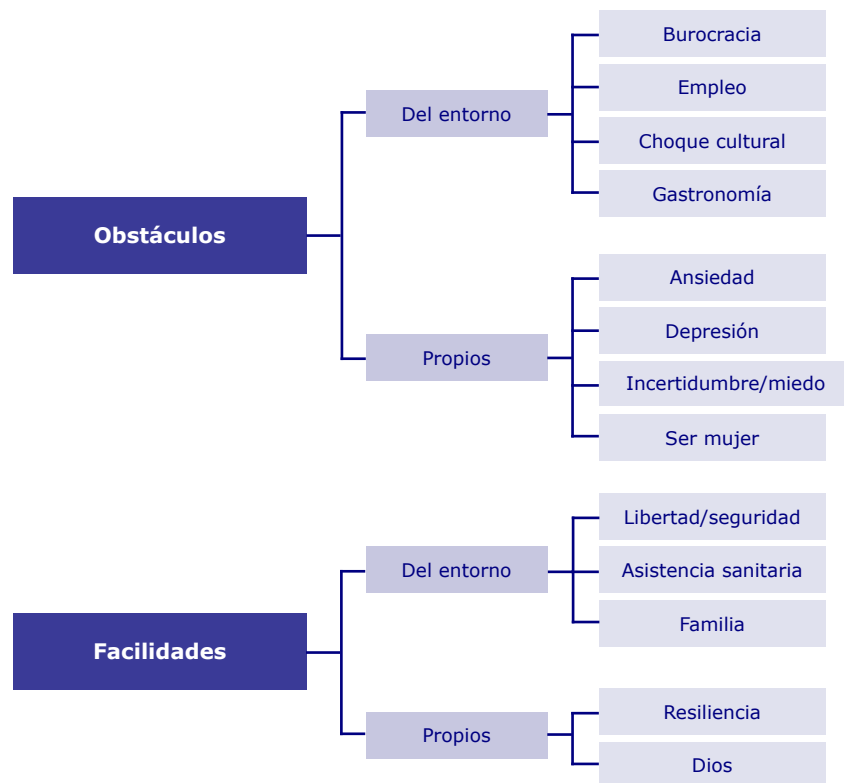 Obstáculos
Del entorno
Burocracia
Empleo
Choque cultural
Gastronomía
Propios
Ansiedad
Depresión
Incertidumbre/miedo
Ser mujer
Facilidades
Del entorno
Libertad/seguridad
Asistencia sanitaria
Familia
Propios
Resiliencia
Dios